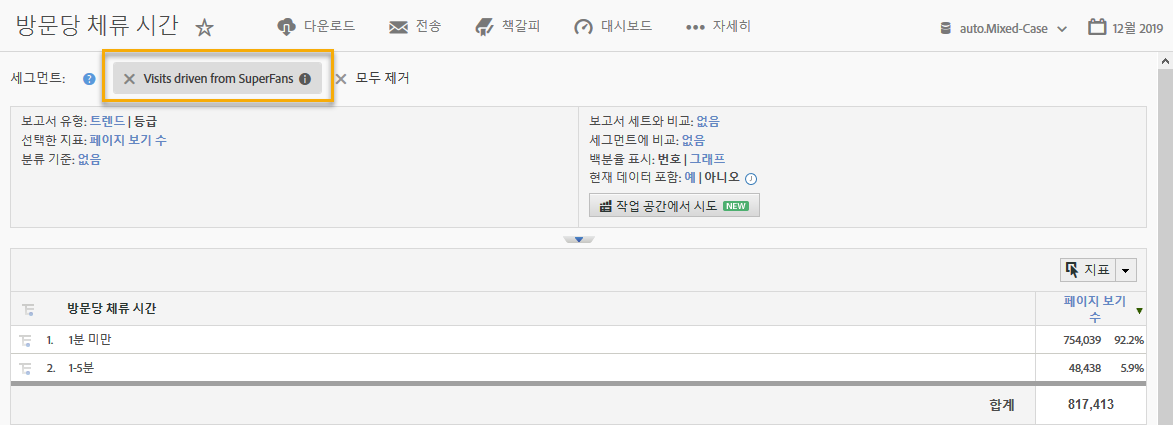 방문당 체류 시간
다운로드 전송 책갈피 대시보드 자세히
auto.Mixed-Case 12월 2019
세그먼트: ? Visits driven from SuperFans 모두 제거
보고서 유형: 트렌드 | 등급
선택한 지표: 페이지 보기 수
분류 기준: 없음
보고서 세트와 비교: 없음
세그먼트에 비교: 없음
백분율 표시: 번호 | 그래프
현재 데이터 포함: 예 | 아니오
작업 공간에서 시도 NEW
지표
방문당 체류 시간 페이지 보기
수
1. 1분 미만 754,039 92.2%
2. 1-5분 48,438 5.9%
합계 817,413